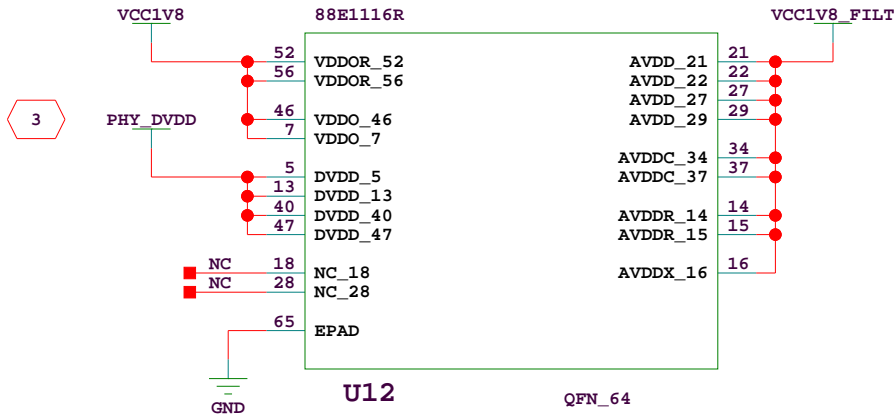 VCC1V8 88E1116R VCC1V8_FILT
52 VDDOR_52 AVDD_21 21
56 VDDOR_56 AVDD_22 22
AVDD_27 27
46 VDDO_46 AVDD_29 29
3 PHY_DVDD 7 VDDO_7
AVDDC_34 34
5 DVDD_5 AVDDC_37 37
13 DVDD_13
40 DVDD_40 AVDDR_14 14
47 DVDD_47 AVDDR_15 15
NC 18 NC_18 AVDDX_16 16
NC 28 NC_28
65 EPAD
GND U12 QFN_64